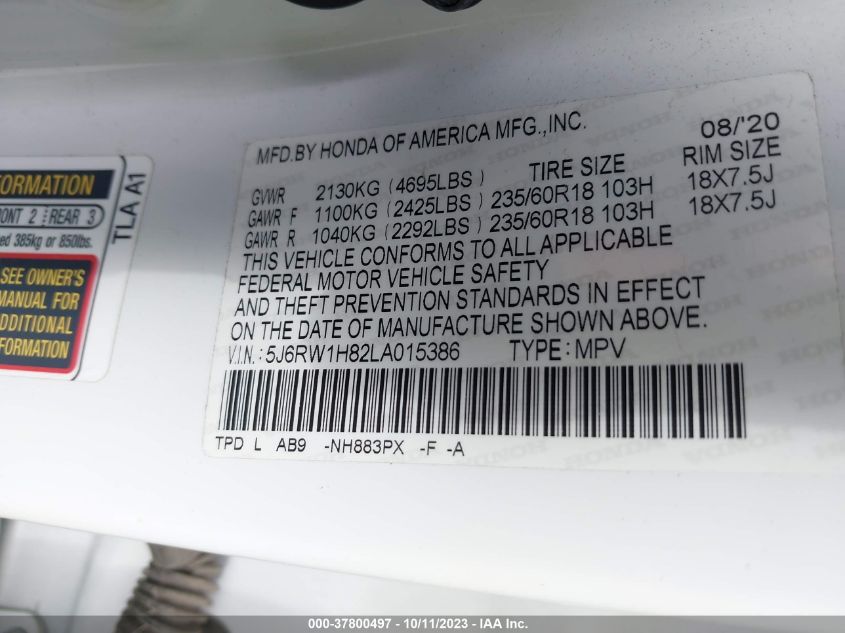 MFD.BY HONDA OF AMERICA MFG.,INC. 08/'20
TIRE SIZE RIM SIZE
GVWR 2130KG (4695LBS)
GAWR F 1100KG (2425LBS) 235/60R18 103H 18X7.5J
GAWR R 1040KG (2292LBS) 235/60R18 103H 18X7.5J
THIS VEHICLE CONFORMS TO ALL APPLICABLE
FEDERAL MOTOR VEHICLE SAFETY
AND THEFT PREVENTION STANDARDS IN EFFECT
ON THE DATE OF MANUFACTURE SHOWN ABOVE.
V.I.N.: 5J6RW1H82LA015386 TYPE: MPV
TPD L AB9 -NH883PX -F -A
ORMATION
ONT 2 REAR 3
ed 385kg or 850lbs.
SEE OWNER'S
MANUAL FOR
ADDITIONAL
FORMATION
TLA A1
000-37800497 - 10/11/2023 - IAA Inc.